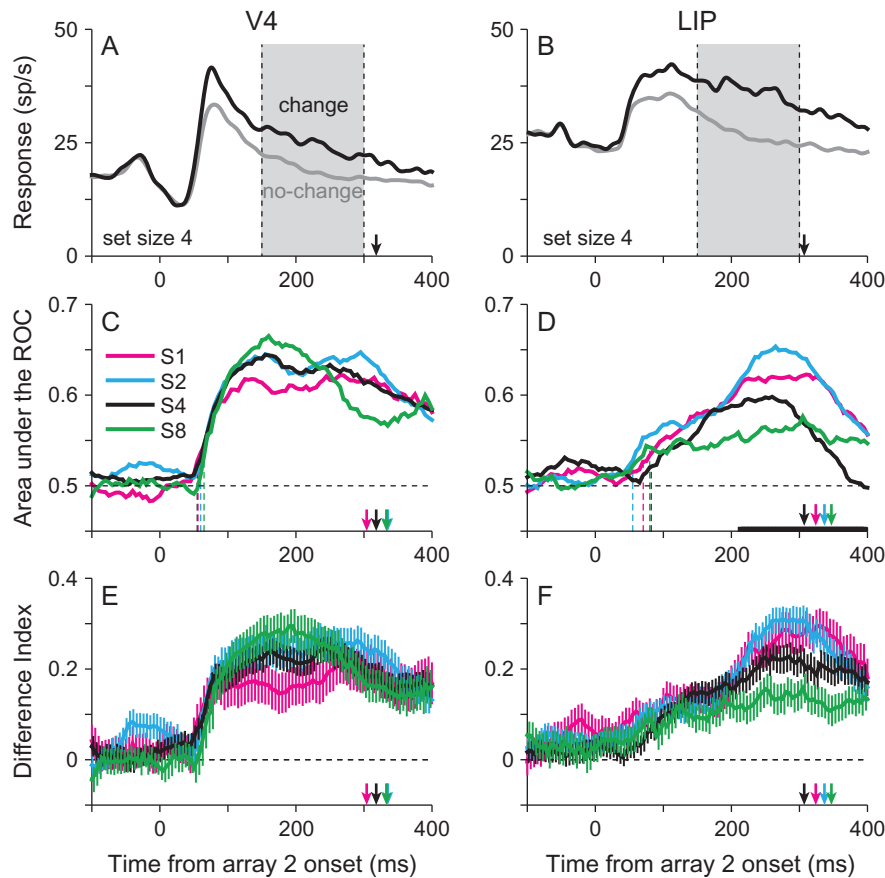 V4
LIP
A
B
Response (sp/s)
50
25
0
change
no-change
set size 4
0
200
400
50
25
0
set size 4
0
200
400
C
D
Area under the ROC
0.7
0.6
0.5
S1
S2
S4
S8
0
200
400
0.7
0.6
0.5
0
200
400
E
F
Difference Index
0.4
0.2
0
0
200
400
Time from array 2 onset (ms)
0.4
0.2
0
0
200
400
Time from array 2 onset (ms)